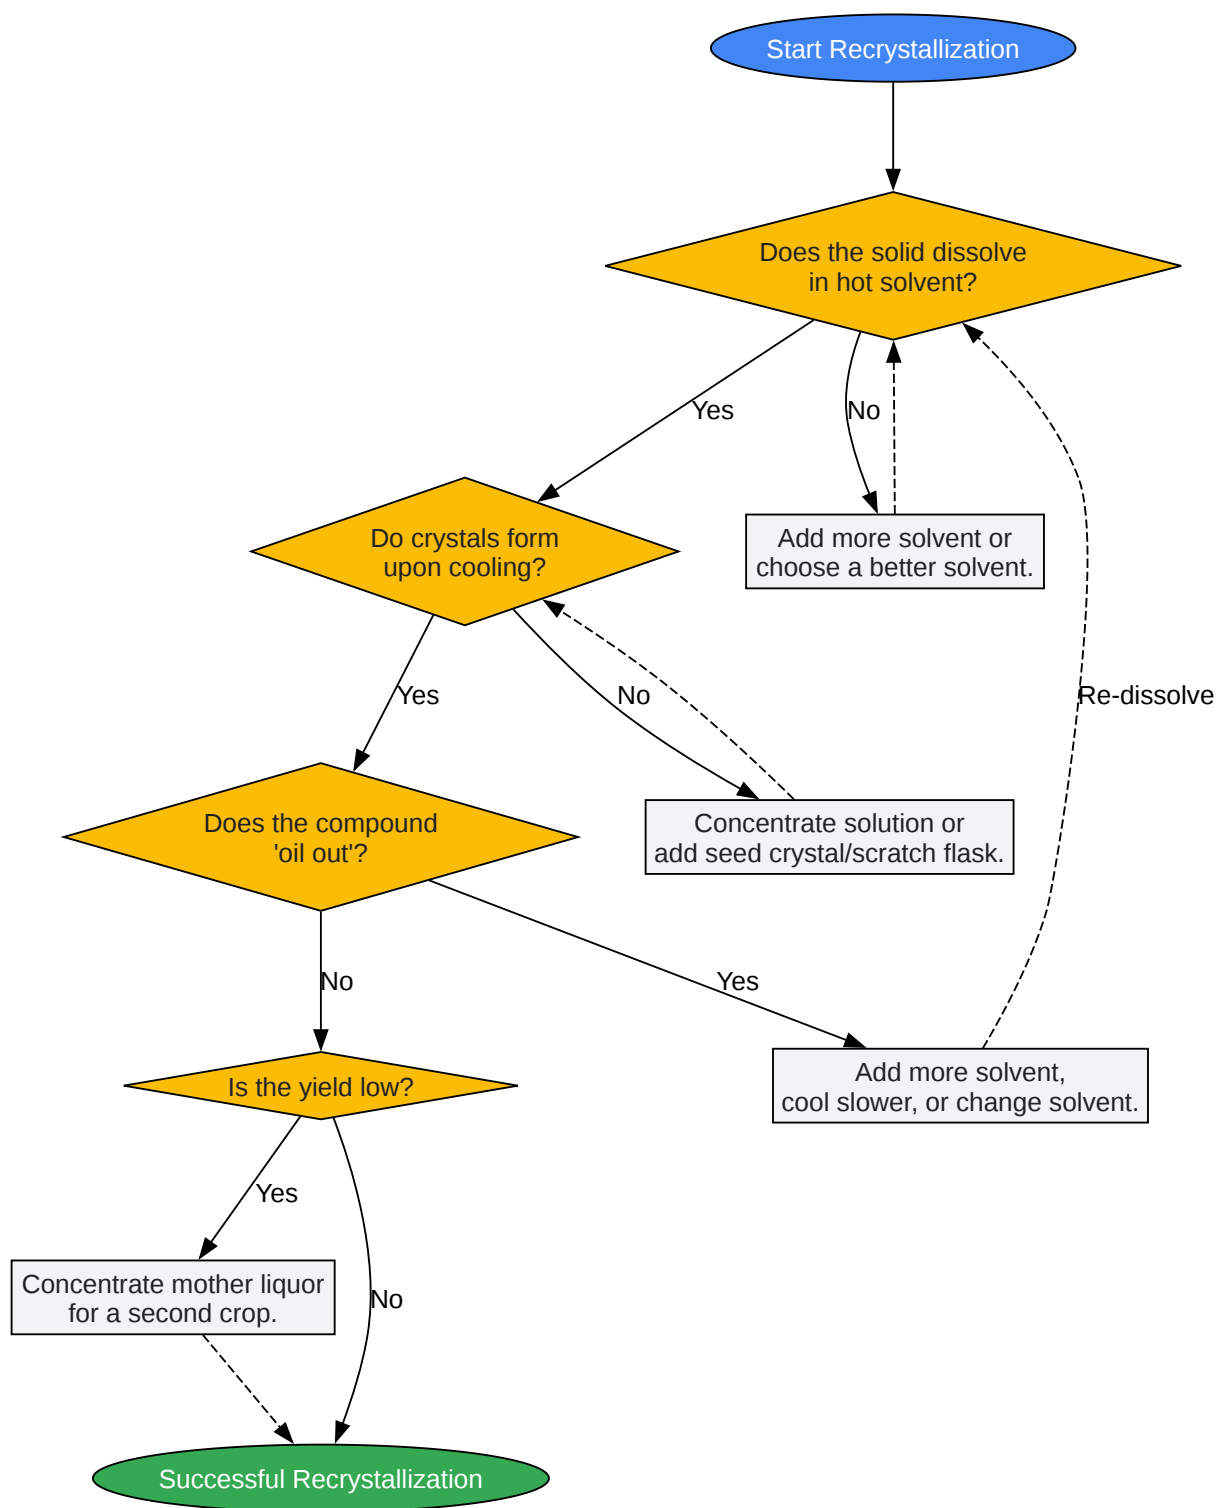 Start Recrystallization
Does the solid dissolve
in hot solvent?
Yes
No
Do crystals form
upon cooling?
Add more solvent or
choose a better solvent.
Yes
No
Re-dissolve
Does the compound
'oil out'?
Concentrate solution or
add seed crystal/scratch flask.
No
Yes
Is the yield low?
Add more solvent,
cool slower, or change solvent.
Yes
Concentrate mother liquor
for a second crop.
No
Successful Recrystallization